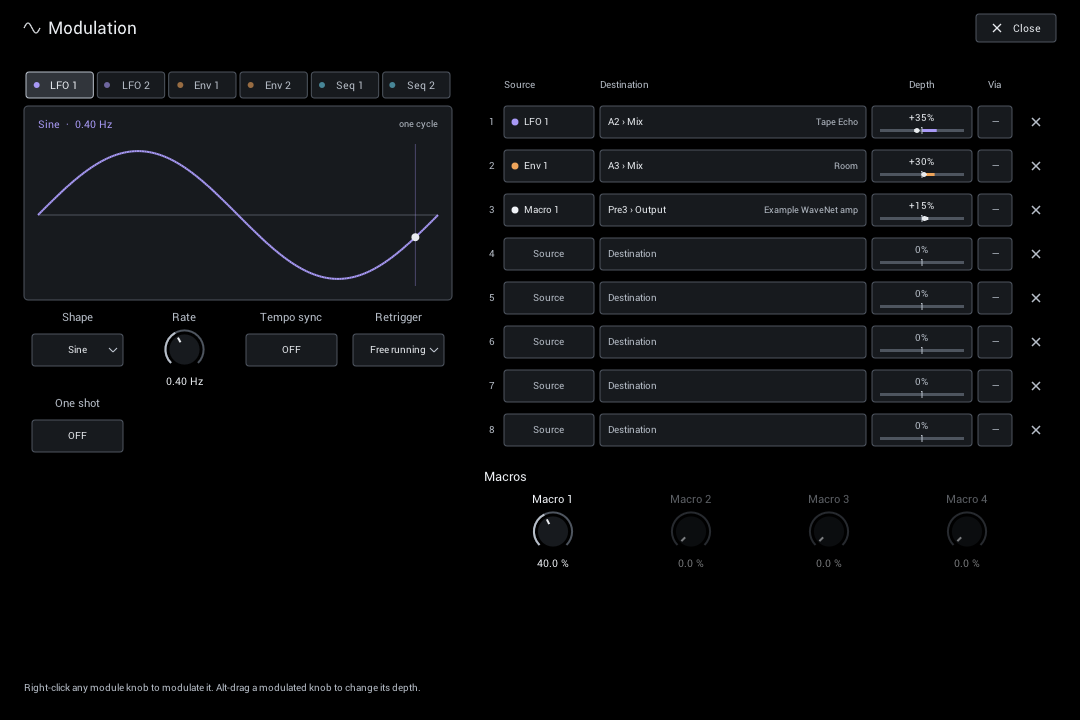 Modulation
Close
LFO 1 LFO 2 Env 1 Env 2 Seq 1 Seq 2
Sine · 0.40 Hz one cycle
Shape Rate Tempo sync Retrigger
Sine OFF Free running
0.40 Hz
One shot
OFF
Source Destination Depth Via
1 LFO 1 A2 › Mix Tape Echo +35% –
2 Env 1 A3 › Mix Room +30% –
3 Macro 1 Pre3 › Output Example WaveNet amp +15% –
4 Source Destination 0% –
5 Source Destination 0% –
6 Source Destination 0% –
7 Source Destination 0% –
8 Source Destination 0% –
Macros
Macro 1 Macro 2 Macro 3 Macro 4
40.0 % 0.0 % 0.0 % 0.0 %
Right-click any module knob to modulate it. Alt-drag a modulated knob to change its depth.